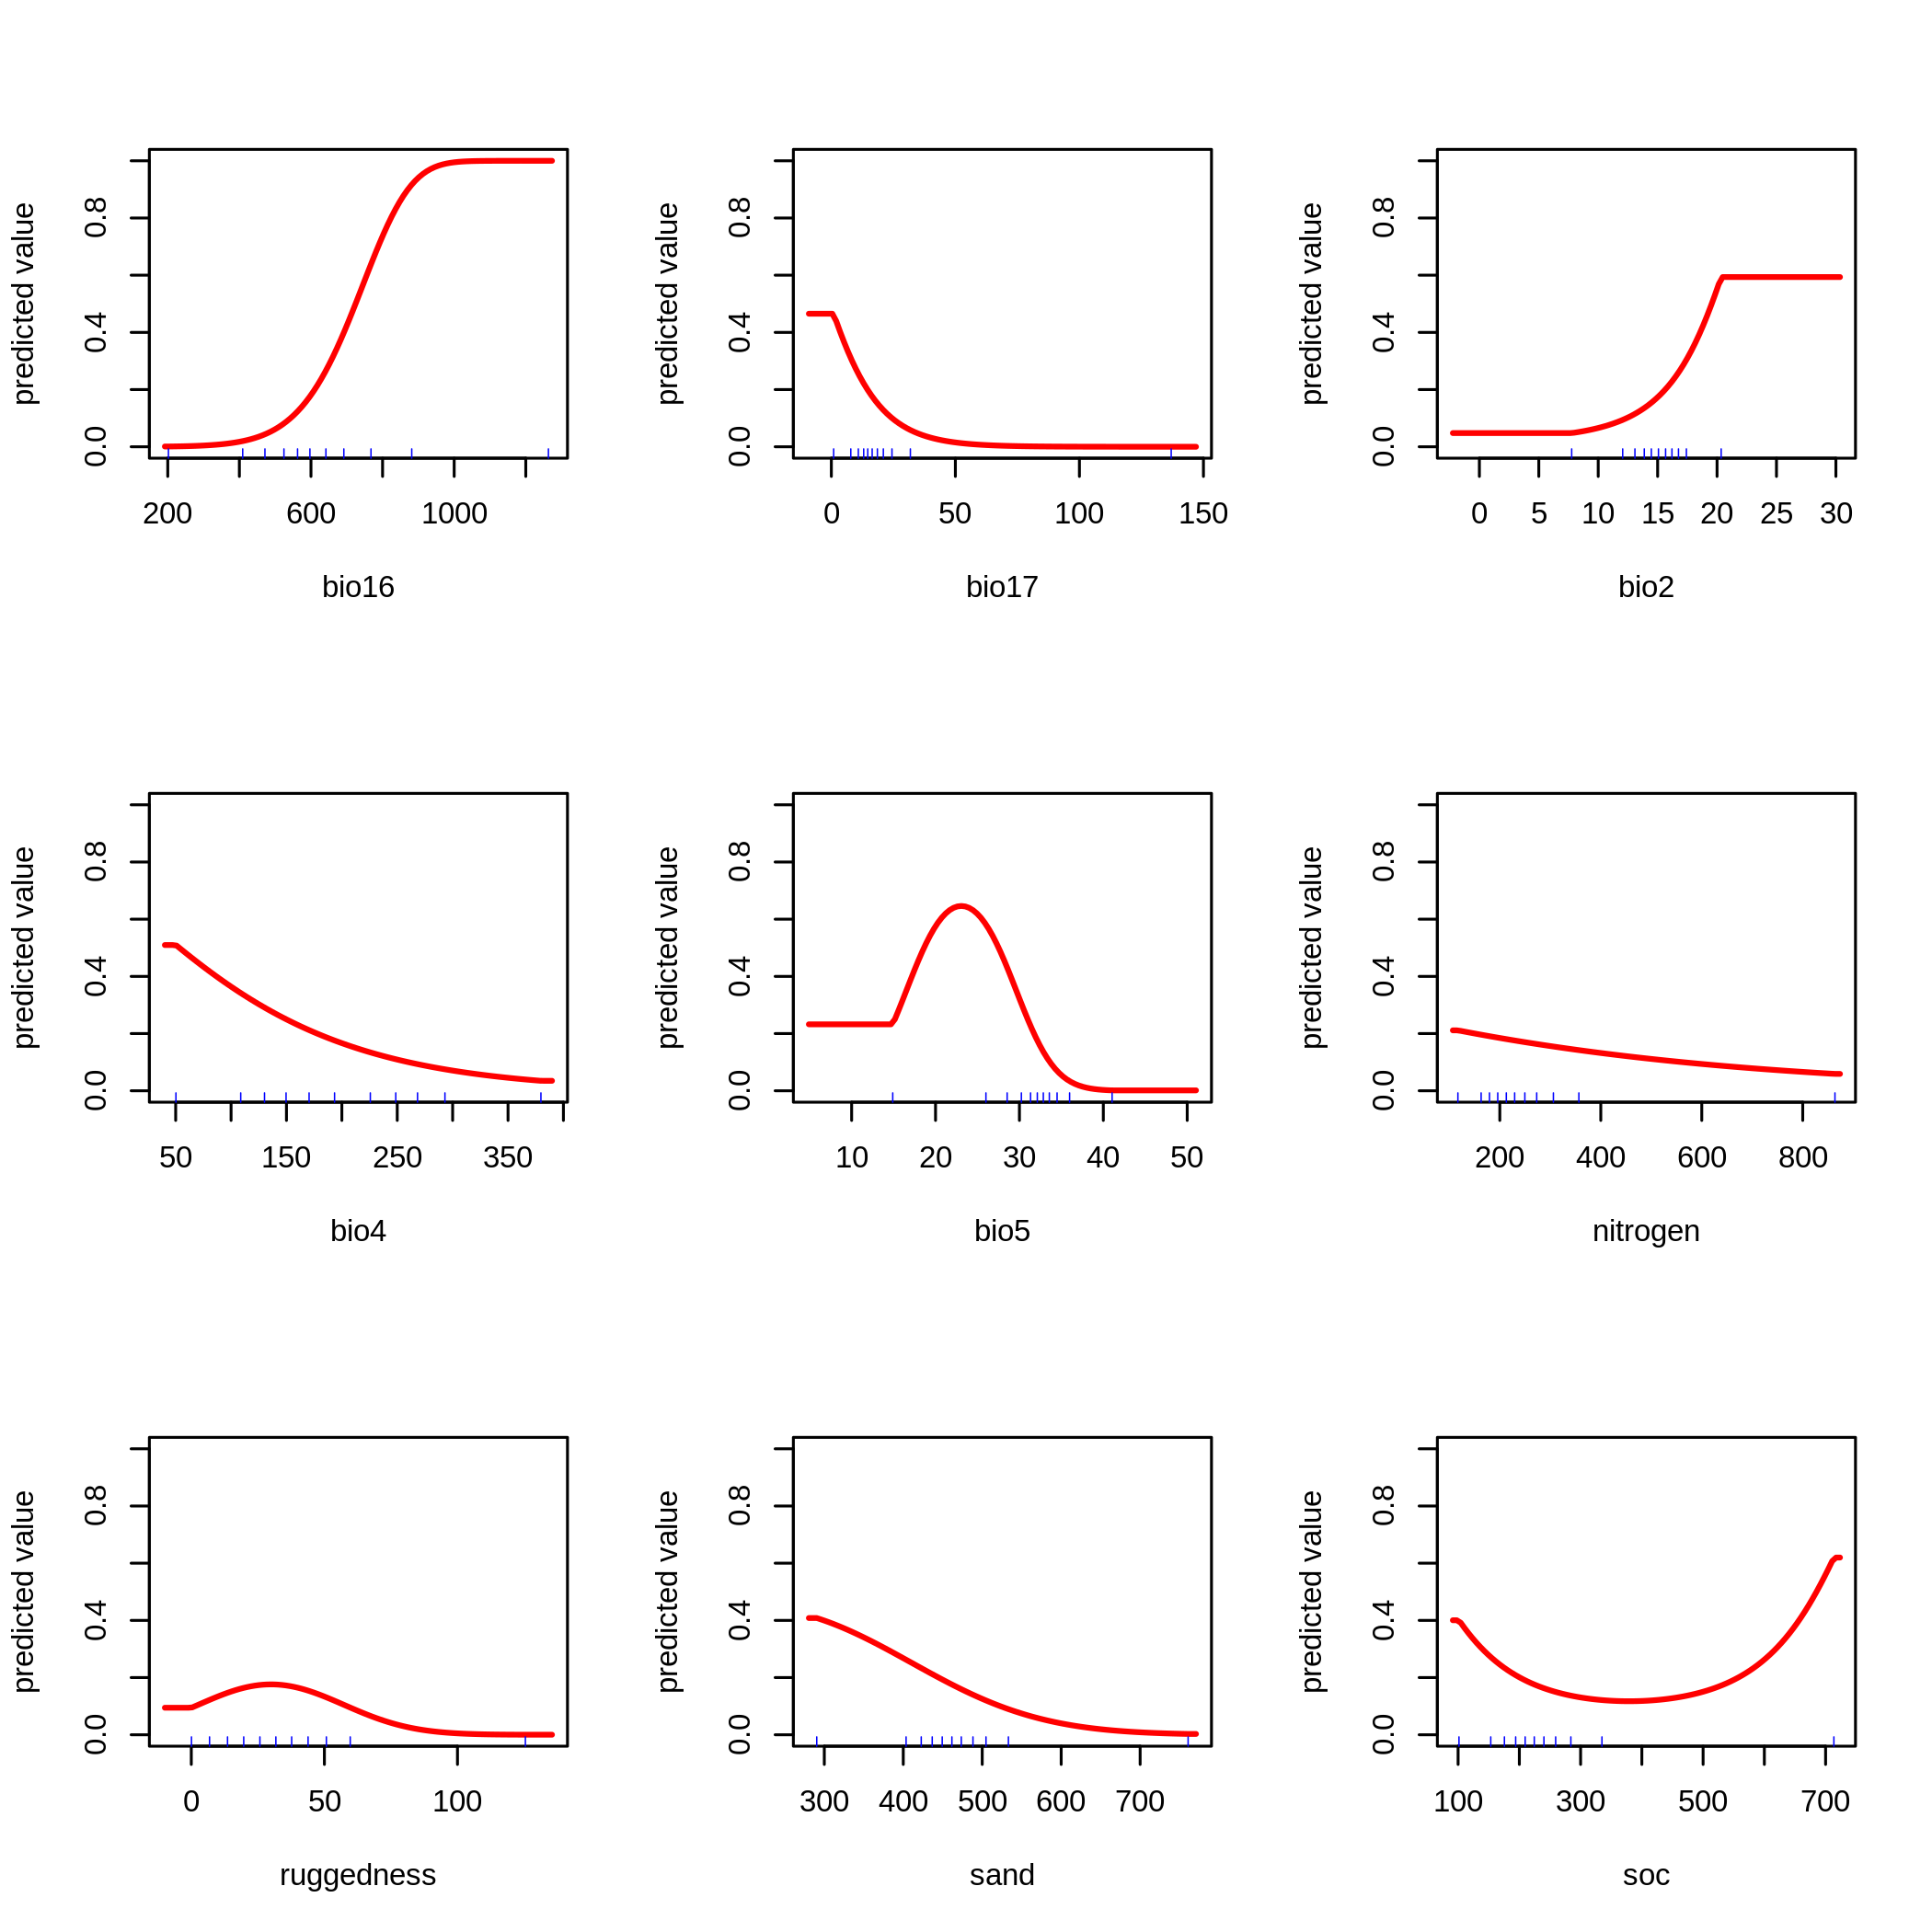 predicted value
0.0 0.4 0.8
200 600 1000
bio16
predicted value
0.0 0.4 0.8
0 50 100 150
bio17
predicted value
0.0 0.4 0.8
0 5 10 15 20 25 30
bio2
predicted value
0.0 0.4 0.8
50 150 250 350
bio4
predicted value
0.0 0.4 0.8
10 20 30 40 50
bio5
predicted value
0.0 0.4 0.8
200 400 600 800
nitrogen
predicted value
0.0 0.4 0.8
0 50 100
ruggedness
predicted value
0.0 0.4 0.8
300 400 500 600 700
sand
predicted value
0.0 0.4 0.8
100 300 500 700
soc